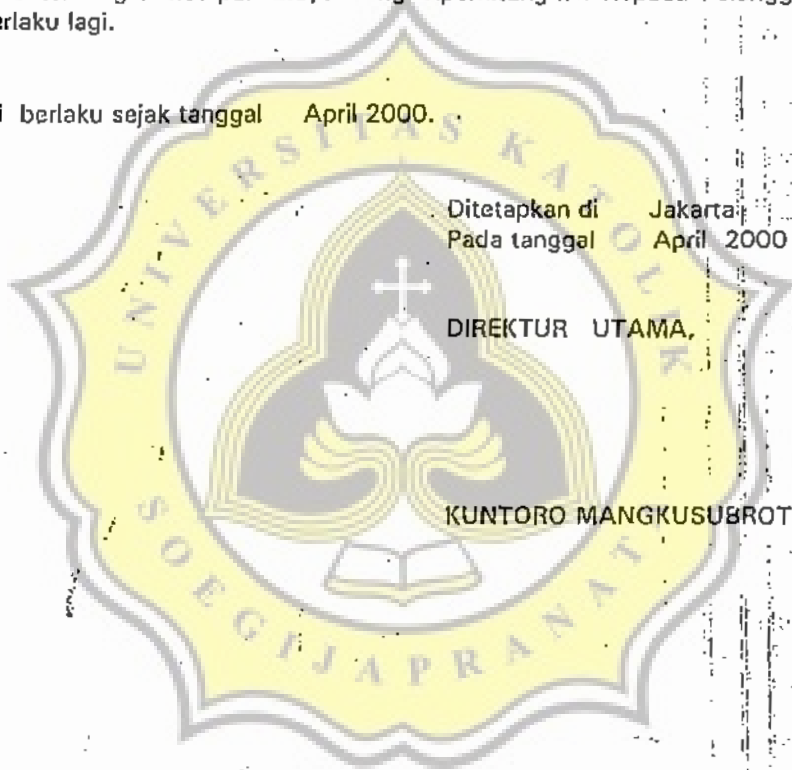 erlaku lagi.
i berlaku sejak tanggal April 2000.
Ditetapkan di Jakarta
Pada tanggal April 2000
DIREKTUR UTAMA,
KUNTORO MANGKUSUBROT
UNIVERSITAS KATOLIK
SOEGIJAPRANATA